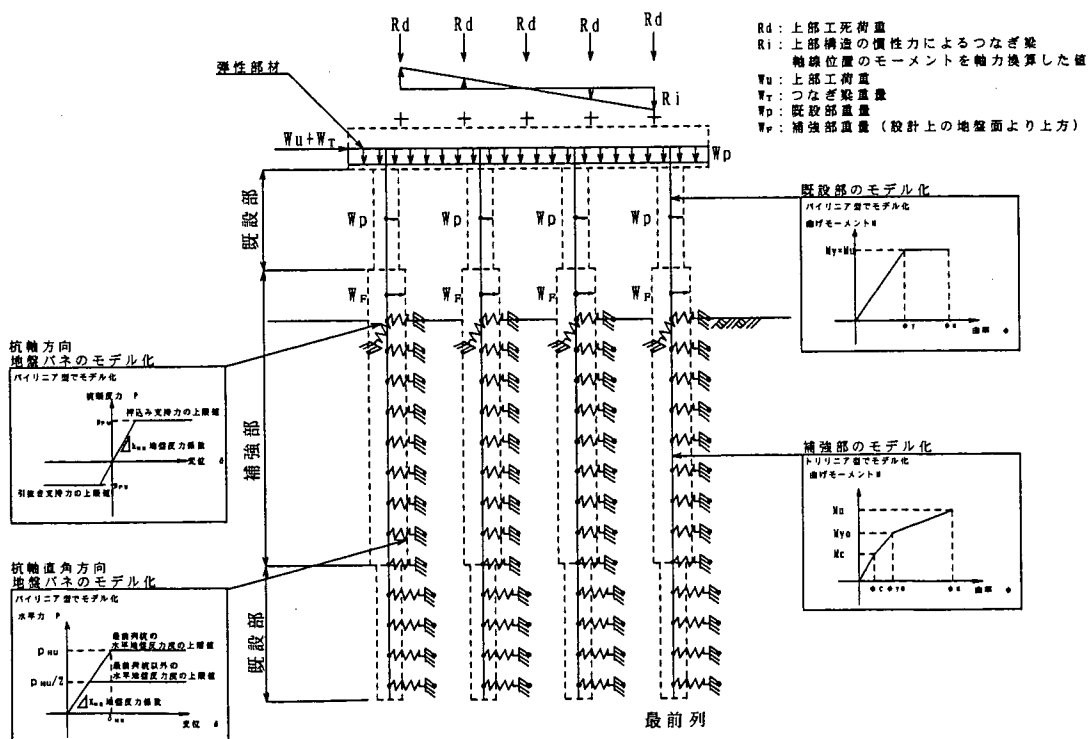 Rd Rd Rd Rd Rd
Rd：上部工死荷重
Ri：上部構造の慣性力によるつなぎ梁
軸線位置のモーメントを軸力換算した値
Wu：上部工荷重
WT：つなぎ梁重量
Wp：既設部重量
WF：補強部重量（設計上の地盤面より上方）
弾性部材
Ri
Wu+WT
Wp
既設部
Wp Wp Wp Wp
WF WF WF WF
既設部のモデル化
バイリニア型でモデル化
曲げモーメントM
My=Mu
φy φu
曲率 φ
杭軸方向
地盤バネのモデル化
バイリニア型でモデル化
杭頭反力 P
押込み支持力の上限値
地盤反力係数
変位 δ
引抜き支持力の上限値
補強部
補強部のモデル化
トリリニア型でモデル化
曲げモーメントM
Mu
Myo
Mc
曲率 φ
杭軸直角方向
地盤バネのモデル化
バイリニア型でモデル化
水平力 P
最前列杭の
水平地盤反力度の上限値
pHU
最前列杭以外の
水平地盤反力度の上限値
pHU/2
地盤反力係数
変位 δ
既設部
最前列